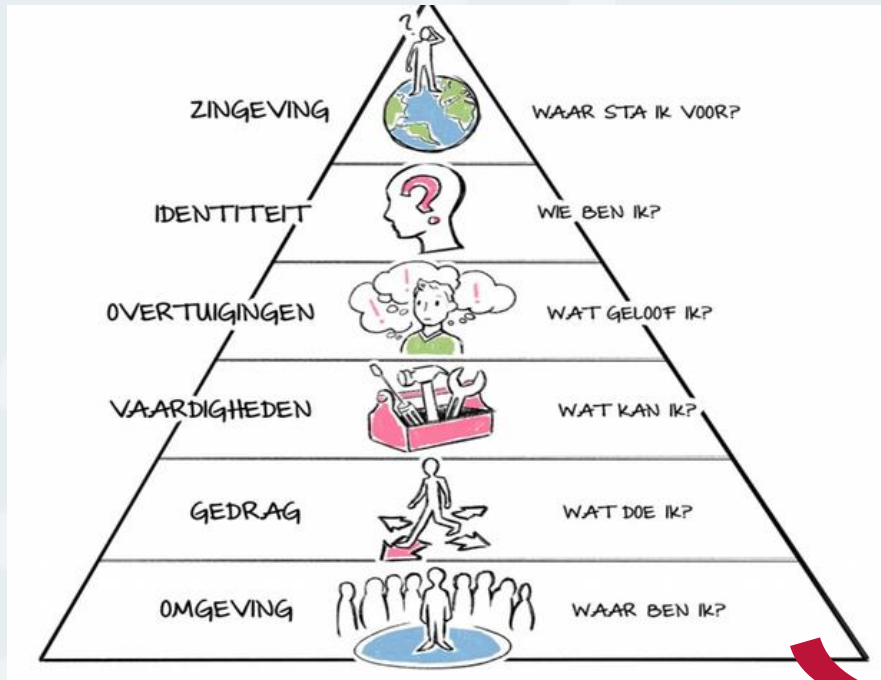 ?
ZINGEVING WAAR STA IK VOOR?
?
IDENTITEIT WIE BEN IK?
! ! !
OVERTUIGINGEN WAT GELOOF IK?
VAARDIGHEDEN WAT KAN IK?
GEDRAG WAT DOE IK?
OMGEVING WAAR BEN IK?